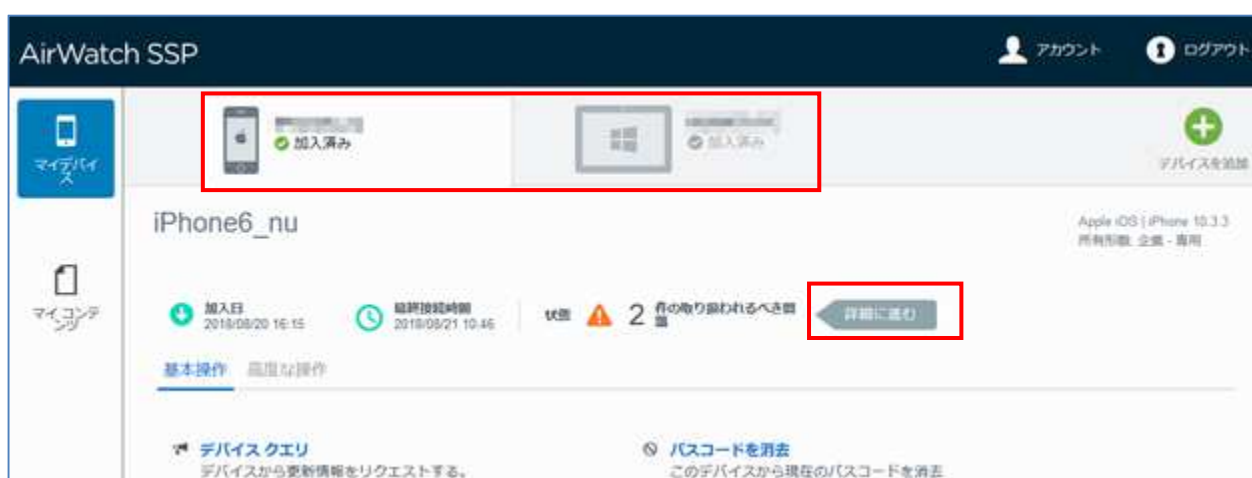 AirWatch SSP
アカウント
ログアウト
マイデバイ
ス
加入済み
加入済み
デバイスを追加
iPhone6_nu
Apple iOS | iPhone 10.3.3
所有形態: 企業 - 専用
マイ コンテ
ンツ
加入日
2018/08/20 16:15
最終接続時間
2018/08/21 10:46
状態
2
件の取り扱われるべき問
題
詳細に進む
基本操作
高度な操作
デバイス クエリ
デバイスから更新情報をリクエストする。
パスコードを消去
このデバイスから現在のパスコードを消去